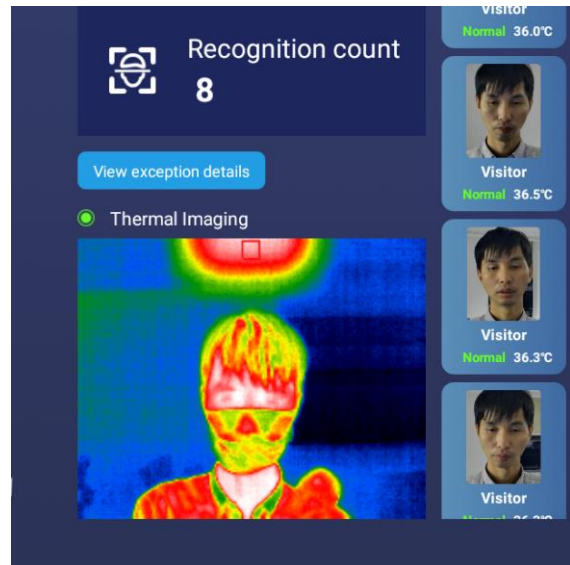 Recognition count
8
View exception details
Thermal Imaging
Visitor
Normal 36.0℃
Visitor
Normal 36.5℃
Visitor
Normal 36.3℃
Visitor